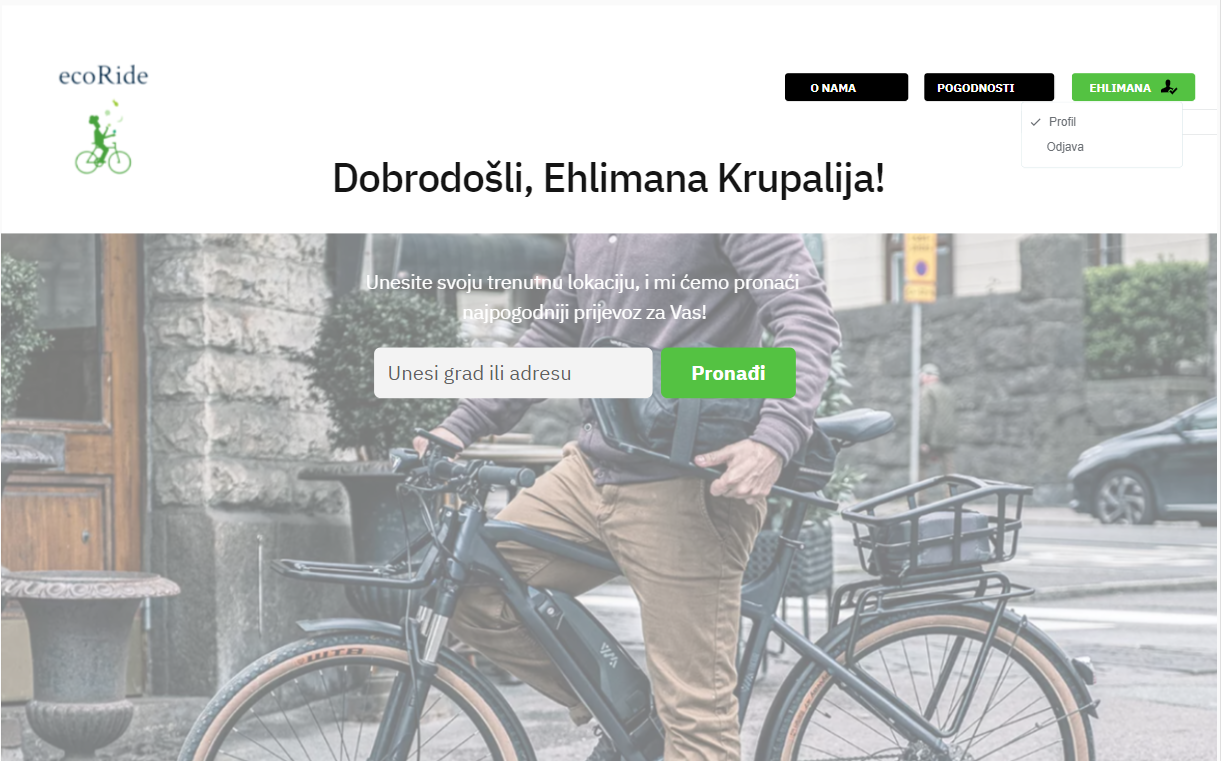 ecoRide
O NAMA
POGODNOSTI
EHLIMANA
Profil
Odjava
Dobrodošli, Ehlimana Krupalija!
Unesite svoju trenutnu lokaciju, i mi ćemo pronaći
najpogodniji prijevoz za Vas!
Unesi grad ili adresu
Pronađi
WTB